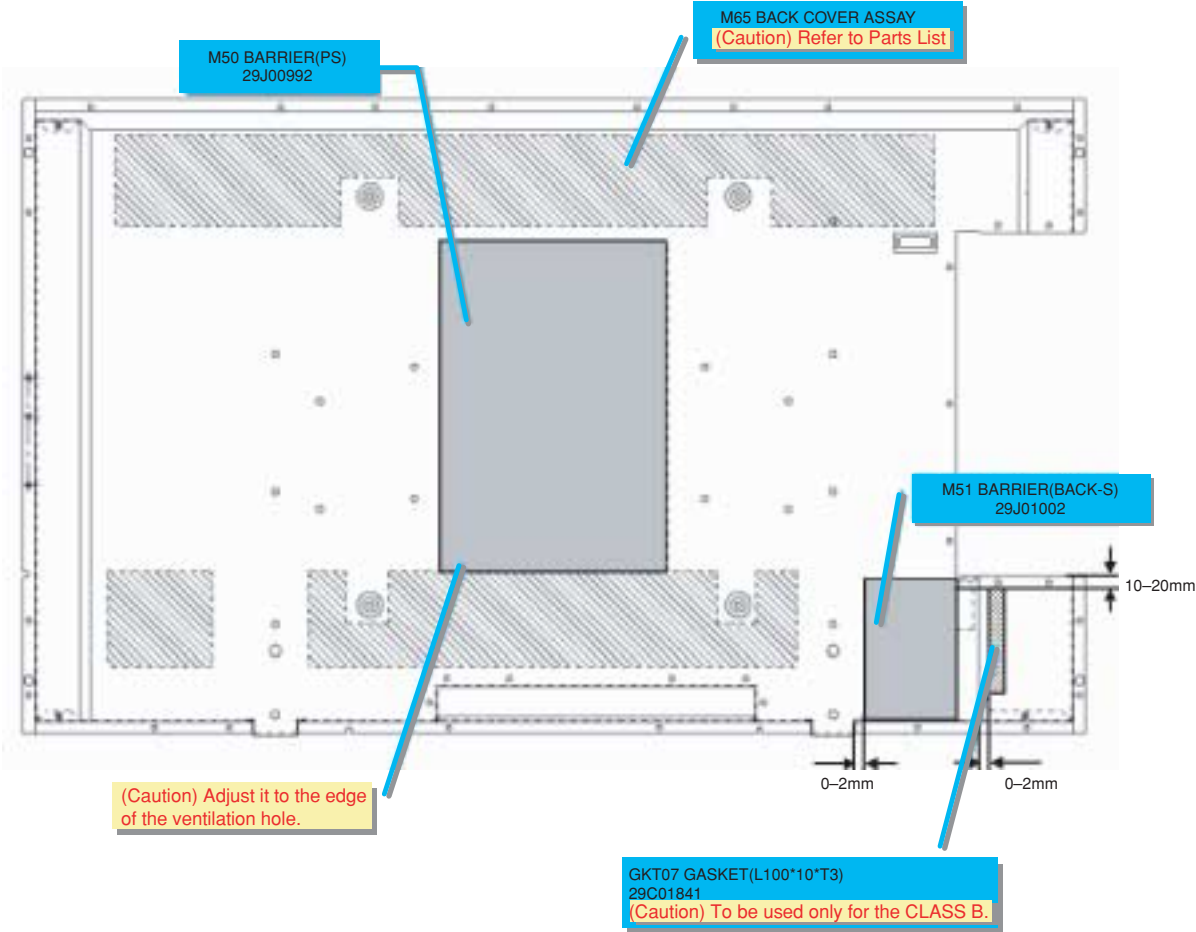 M65 BACK COVER ASSAY
(Caution) Refer to Parts List
M50 BARRIER(PS)
29J00992
M51 BARRIER(BACK-S)
29J01002
10–20mm
0–2mm
0–2mm
(Caution) Adjust it to the edge
of the ventilation hole.
GKT07 GASKET(L100*10*T3)
29C01841
(Caution) To be used only for the CLASS B.